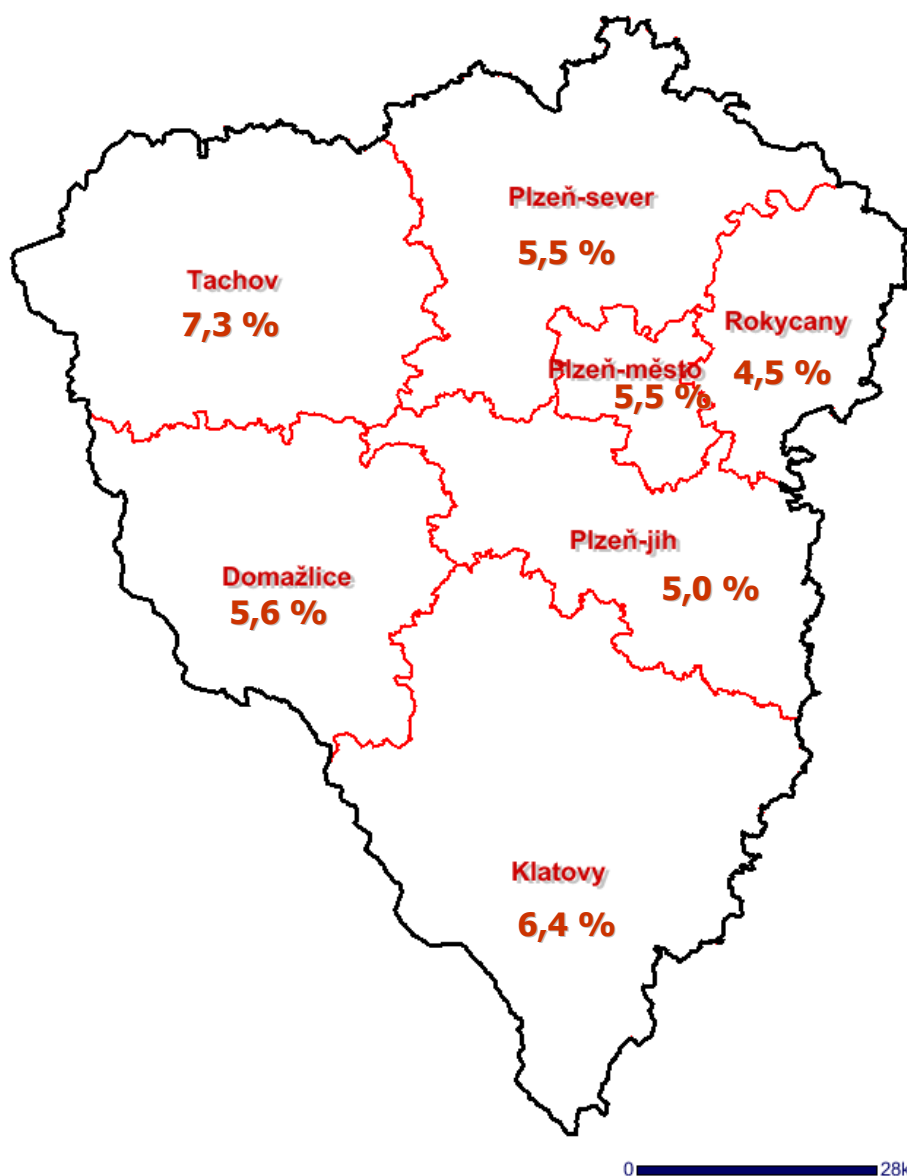 Plzeň-sever
5,5 %
Tachov
7,3 %
Rokycany
4,5 %
Plzeň-město
5,5 %
Plzeň-jih
5,0 %
Domažlice
5,6 %
Klatovy
6,4 %
0 28k